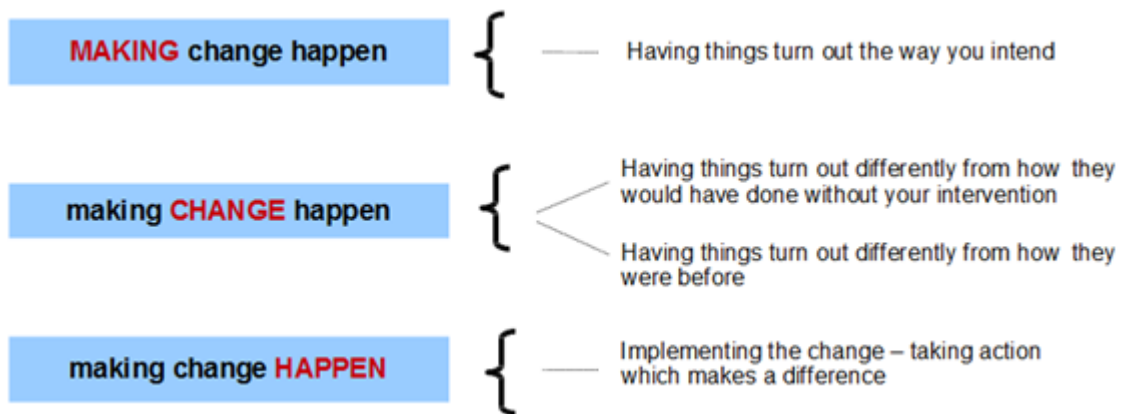 MAKING change happen
Having things turn out the way you intend
making CHANGE happen
Having things turn out differently from how they
would have done without your intervention
Having things turn out differently from how they
were before
making change HAPPEN
Implementing the change – taking action
which makes a difference